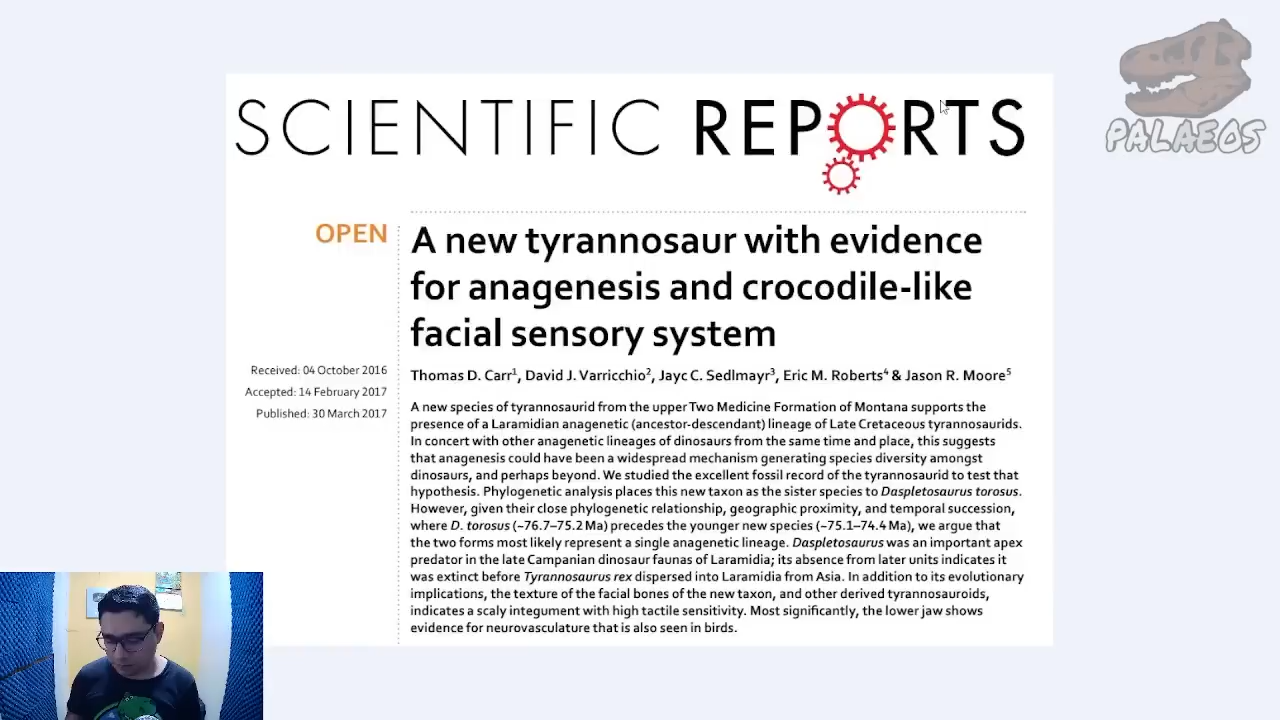 SCIENTIFIC REPORTS
PALAEOS
OPEN
A new tyrannosaur with evidence
for anagenesis and crocodile-like
facial sensory system
Received: 04 October 2016
Accepted: 14 February 2017
Published: 30 March 2017
Thomas D. Carr1, David J. Varricchio2, Jayc C. Sedlmayr3, Eric M. Roberts4 & Jason R. Moore5
A new species of tyrannosaurid from the upper Two Medicine Formation of Montana supports the
presence of a Laramidian anagenetic (ancestor-descendant) lineage of Late Cretaceous tyrannosaurids.
In concert with other anagenetic lineages of dinosaurs from the same time and place, this suggests
that anagenesis could have been a widespread mechanism generating species diversity amongst
dinosaurs, and perhaps beyond. We studied the excellent fossil record of the tyrannosaurid to test that
hypothesis. Phylogenetic analysis places this new taxon as the sister species to Daspletosaurus torosus.
However, given their close phylogenetic relationship, geographic proximity, and temporal succession,
where D. torosus (~76.7–75.2 Ma) precedes the younger new species (~75.1–74.4 Ma), we argue that
the two forms most likely represent a single anagenetic lineage. Daspletosaurus was an important apex
predator in the late Campanian dinosaur faunas of Laramidia; its absence from later units indicates it
was extinct before Tyrannosaurus rex dispersed into Laramidia from Asia. In addition to its evolutionary
implications, the texture of the facial bones of the new taxon, and other derived tyrannosauroids,
indicates a scaly integument with high tactile sensitivity. Most significantly, the lower jaw shows
evidence for neurovasculature that is also seen in birds.